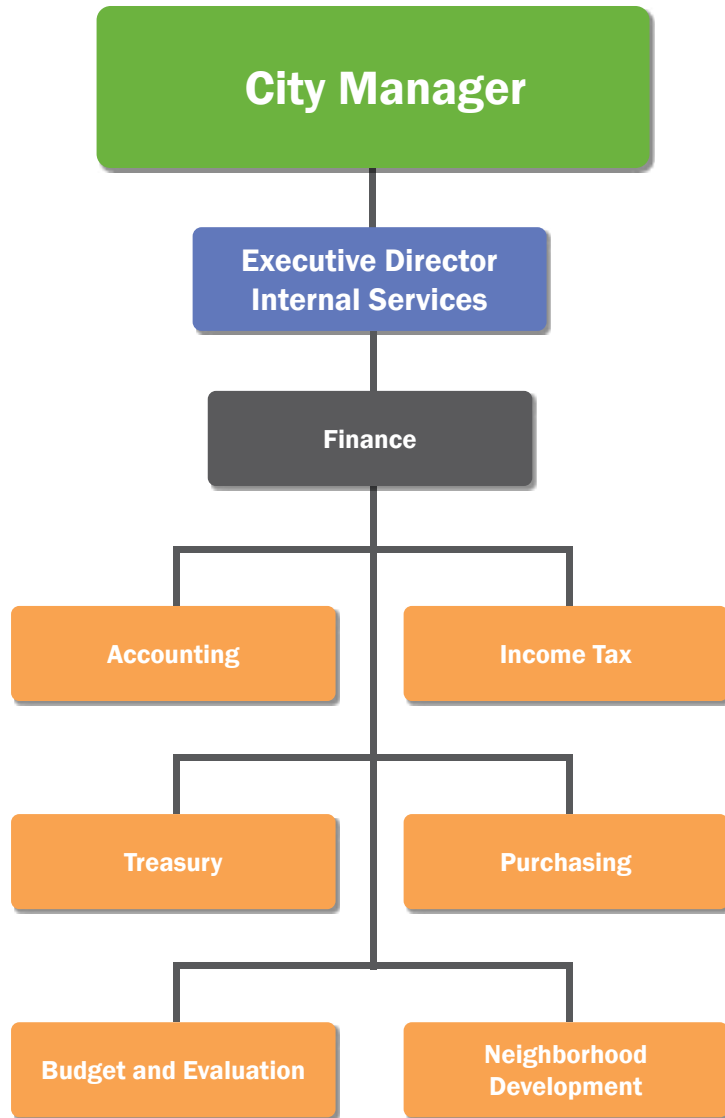 City Manager
Executive Director
Internal Services
Finance
Accounting
Income Tax
Treasury
Purchasing
Budget and Evaluation
Neighborhood
Development